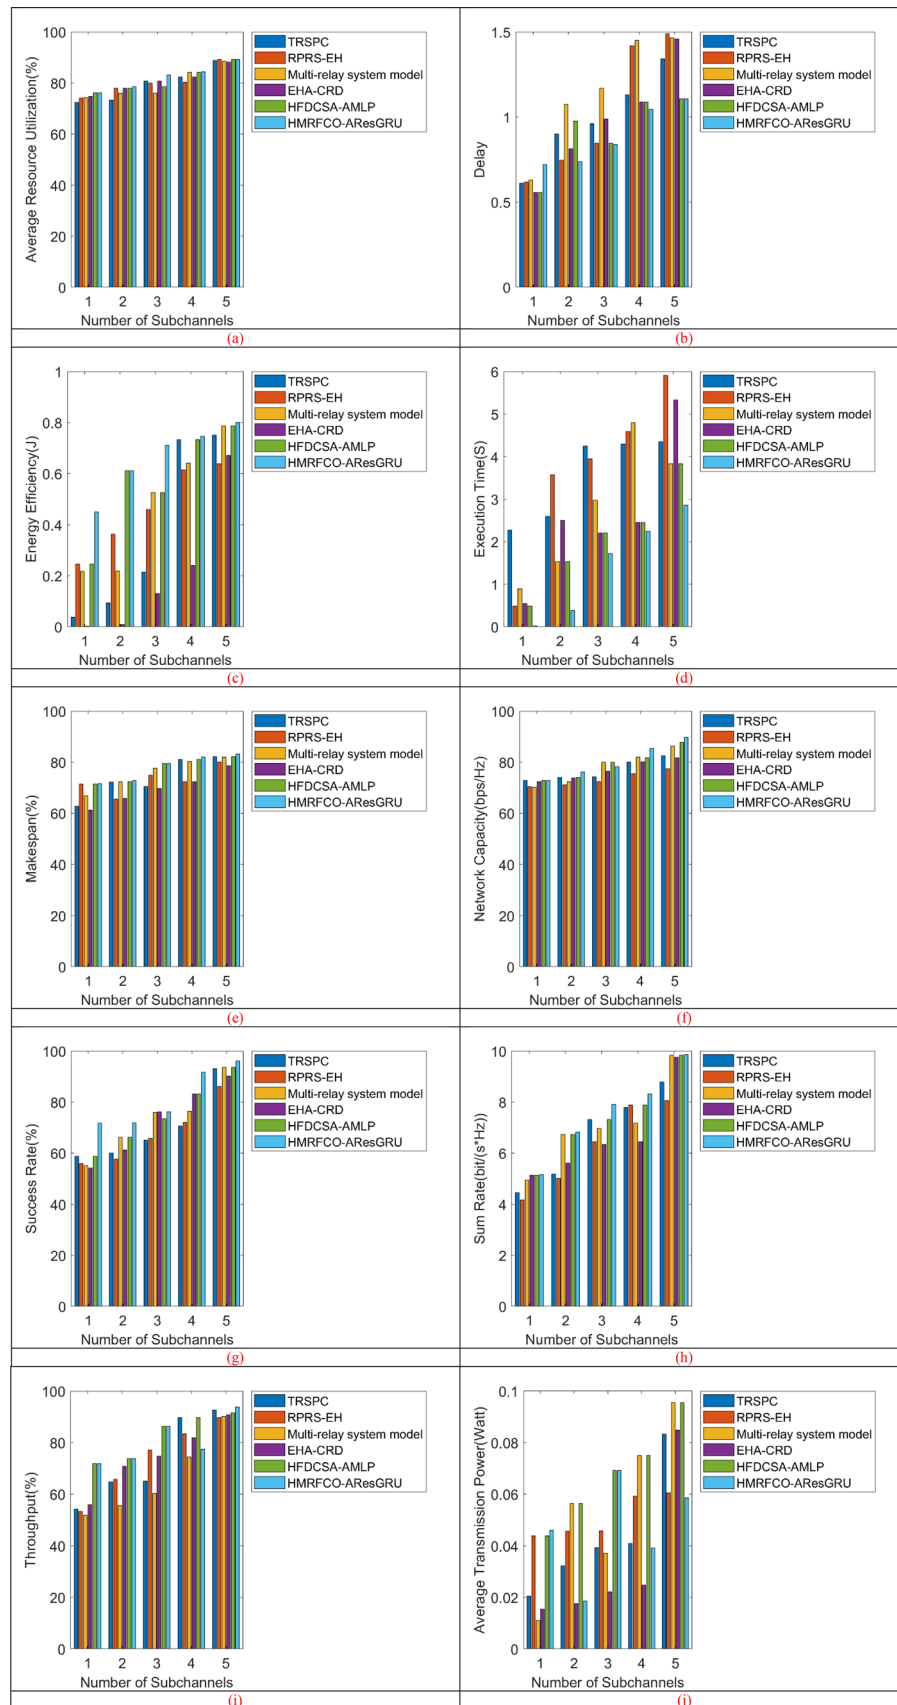 100
80
60
40
20
0
Average Resource Utilization(%)
1 2 3 4 5
Number of Subchannels
TRSPC
RPRS-EH
Multi-relay system model
EHA-CRD
HFDCSA-AMLP
HMRFCO-AResGRU
(a)
1.5
1
0.5
0
Delay
1 2 3 4 5
Number of Subchannels
TRSPC
RPRS-EH
Multi-relay system model
EHA-CRD
HFDCSA-AMLP
HMRFCO-AResGRU
(b)
1
0.8
0.6
0.4
0.2
0
Energy Efficiency(J)
1 2 3 4 5
Number of Subchannels
TRSPC
RPRS-EH
Multi-relay system model
EHA-CRD
HFDCSA-AMLP
HMRFCO-AResGRU
(c)
6
5
4
3
2
1
0
Execution Time(S)
1 2 3 4 5
Number of Subchannels
TRSPC
RPRS-EH
Multi-relay system model
EHA-CRD
HFDCSA-AMLP
HMRFCO-AResGRU
(d)
100
80
60
40
20
0
Makespan(%)
1 2 3 4 5
Number of Subchannels
TRSPC
RPRS-EH
Multi-relay system model
EHA-CRD
HFDCSA-AMLP
HMRFCO-AResGRU
(e)
100
80
60
40
20
0
Network Capacity(bps/Hz)
1 2 3 4 5
Number of Subchannels
TRSPC
RPRS-EH
Multi-relay system model
EHA-CRD
HFDCSA-AMLP
HMRFCO-AResGRU
(f)
100
80
60
40
20
0
Success Rate(%)
1 2 3 4 5
Number of Subchannels
TRSPC
RPRS-EH
Multi-relay system model
EHA-CRD
HFDCSA-AMLP
HMRFCO-AResGRU
(g)
10
8
6
4
2
0
Sum Rate(bit/(s*Hz))
1 2 3 4 5
Number of Subchannels
TRSPC
RPRS-EH
Multi-relay system model
EHA-CRD
HFDCSA-AMLP
HMRFCO-AResGRU
(h)
100
80
60
40
20
0
Throughput(%)
1 2 3 4 5
Number of Subchannels
TRSPC
RPRS-EH
Multi-relay system model
EHA-CRD
HFDCSA-AMLP
HMRFCO-AResGRU
(i)
0.1
0.08
0.06
0.04
0.02
0
Average Transmission Power(Watt)
1 2 3 4 5
Number of Subchannels
TRSPC
RPRS-EH
Multi-relay system model
EHA-CRD
HFDCSA-AMLP
HMRFCO-AResGRU
(j)